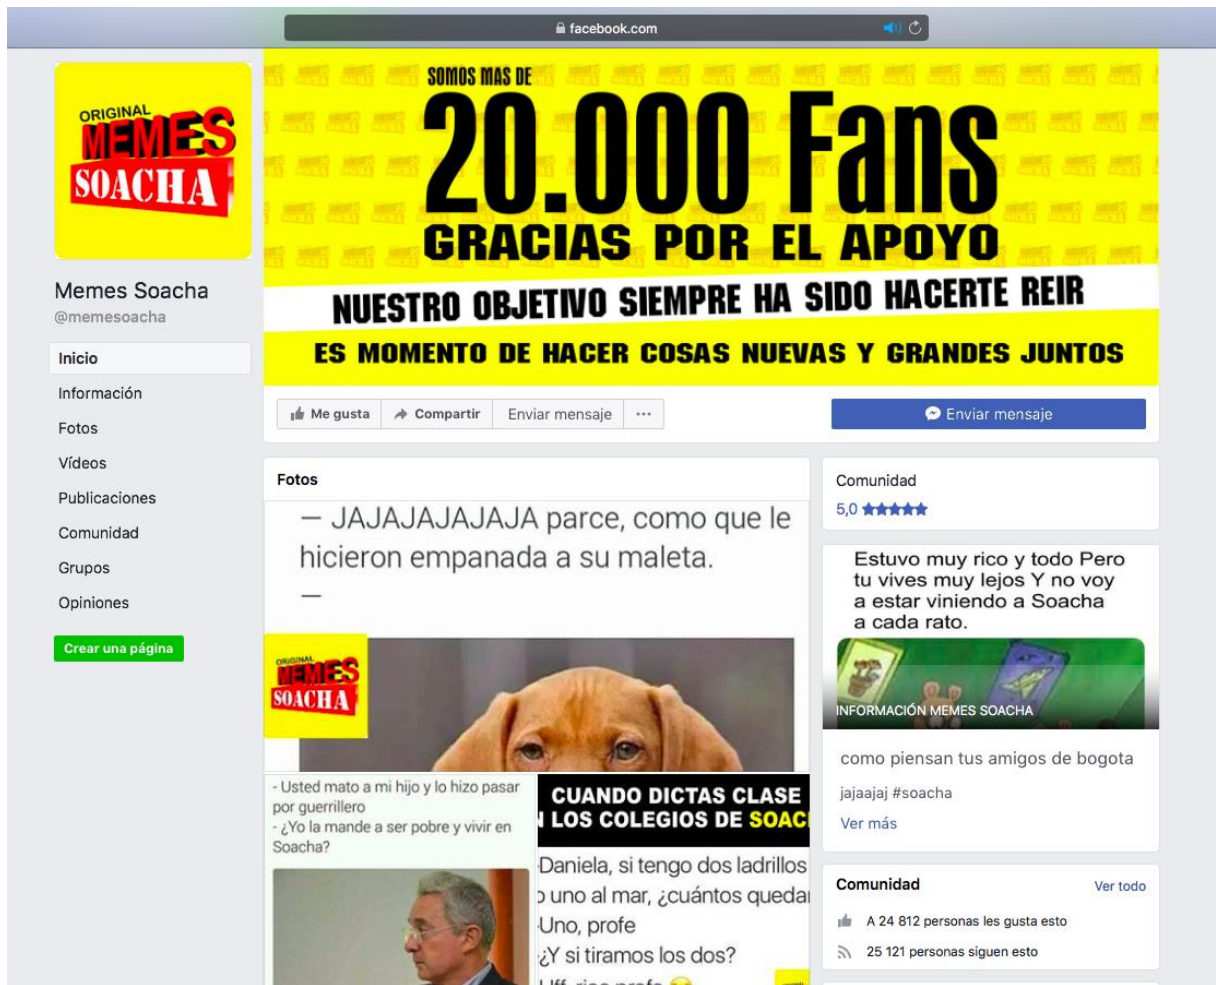 facebook.com
ORIGINAL
MEMES
SOACHA
Memes Soacha
@memesoacha
Inicio
Información
Fotos
Vídeos
Publicaciones
Comunidad
Grupos
Opiniones
Crear una página
SOMOS MAS DE
20.000 Fans
GRACIAS POR EL APOYO
NUESTRO OBJETIVO SIEMPRE HA SIDO HACERTE REIR
ES MOMENTO DE HACER COSAS NUEVAS Y GRANDES JUNTOS
Me gusta
Compartir
Enviar mensaje
Enviar mensaje
Fotos
— JAJAJAJAJAJA parce, como que le
hicieron empanada a su maleta.
—
ORIGINAL
MEMES
SOACHA
- Usted mato a mi hijo y lo hizo pasar
por guerrillero
- ¿Yo la mande a ser pobre y vivir en
Soacha?
CUANDO DICTAS CLASE
LOS COLEGIOS DE SOAC
-Daniela, si tengo dos ladrillos
uno al mar, ¿cuántos queda
-Uno, profe
-¿Y si tiramos los dos?
Comunidad
5,0 ★★★★★
Estuvo muy rico y todo Pero
tu vives muy lejos Y no voy
a estar viniendo a Soacha
a cada rato.
INFORMACIÓN MEMES SOACHA
como piensan tus amigos de bogota
jajaajaj #soacha
Ver más
Comunidad
Ver todo
A 24 812 personas les gusta esto
25 121 personas siguen esto